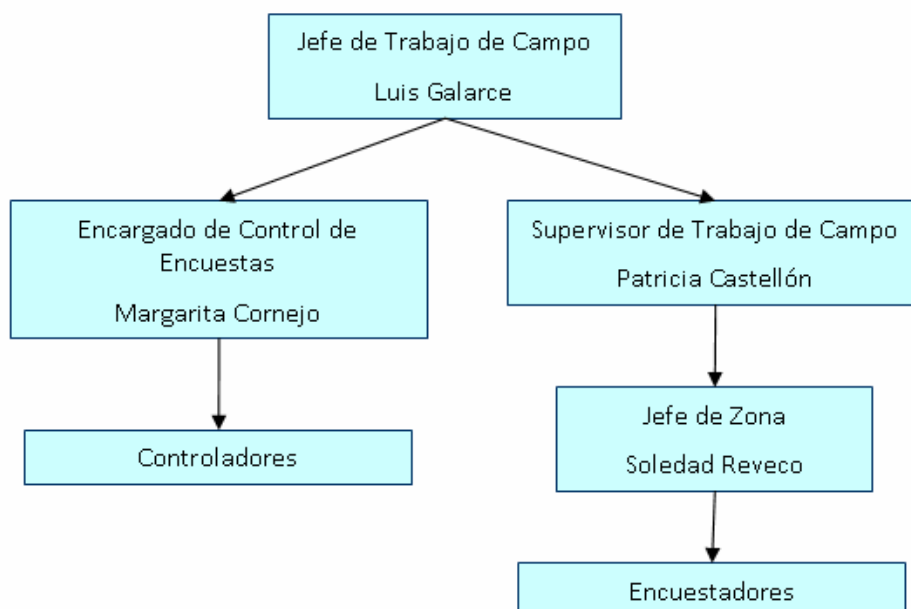 Jefe de Trabajo de Campo
Luis Galarce
Encargado de Control de
Encuestas
Margarita Cornejo
Supervisor de Trabajo de Campo
Patricia Castellón
Controladores
Jefe de Zona
Soledad Reveco
Encuestadores